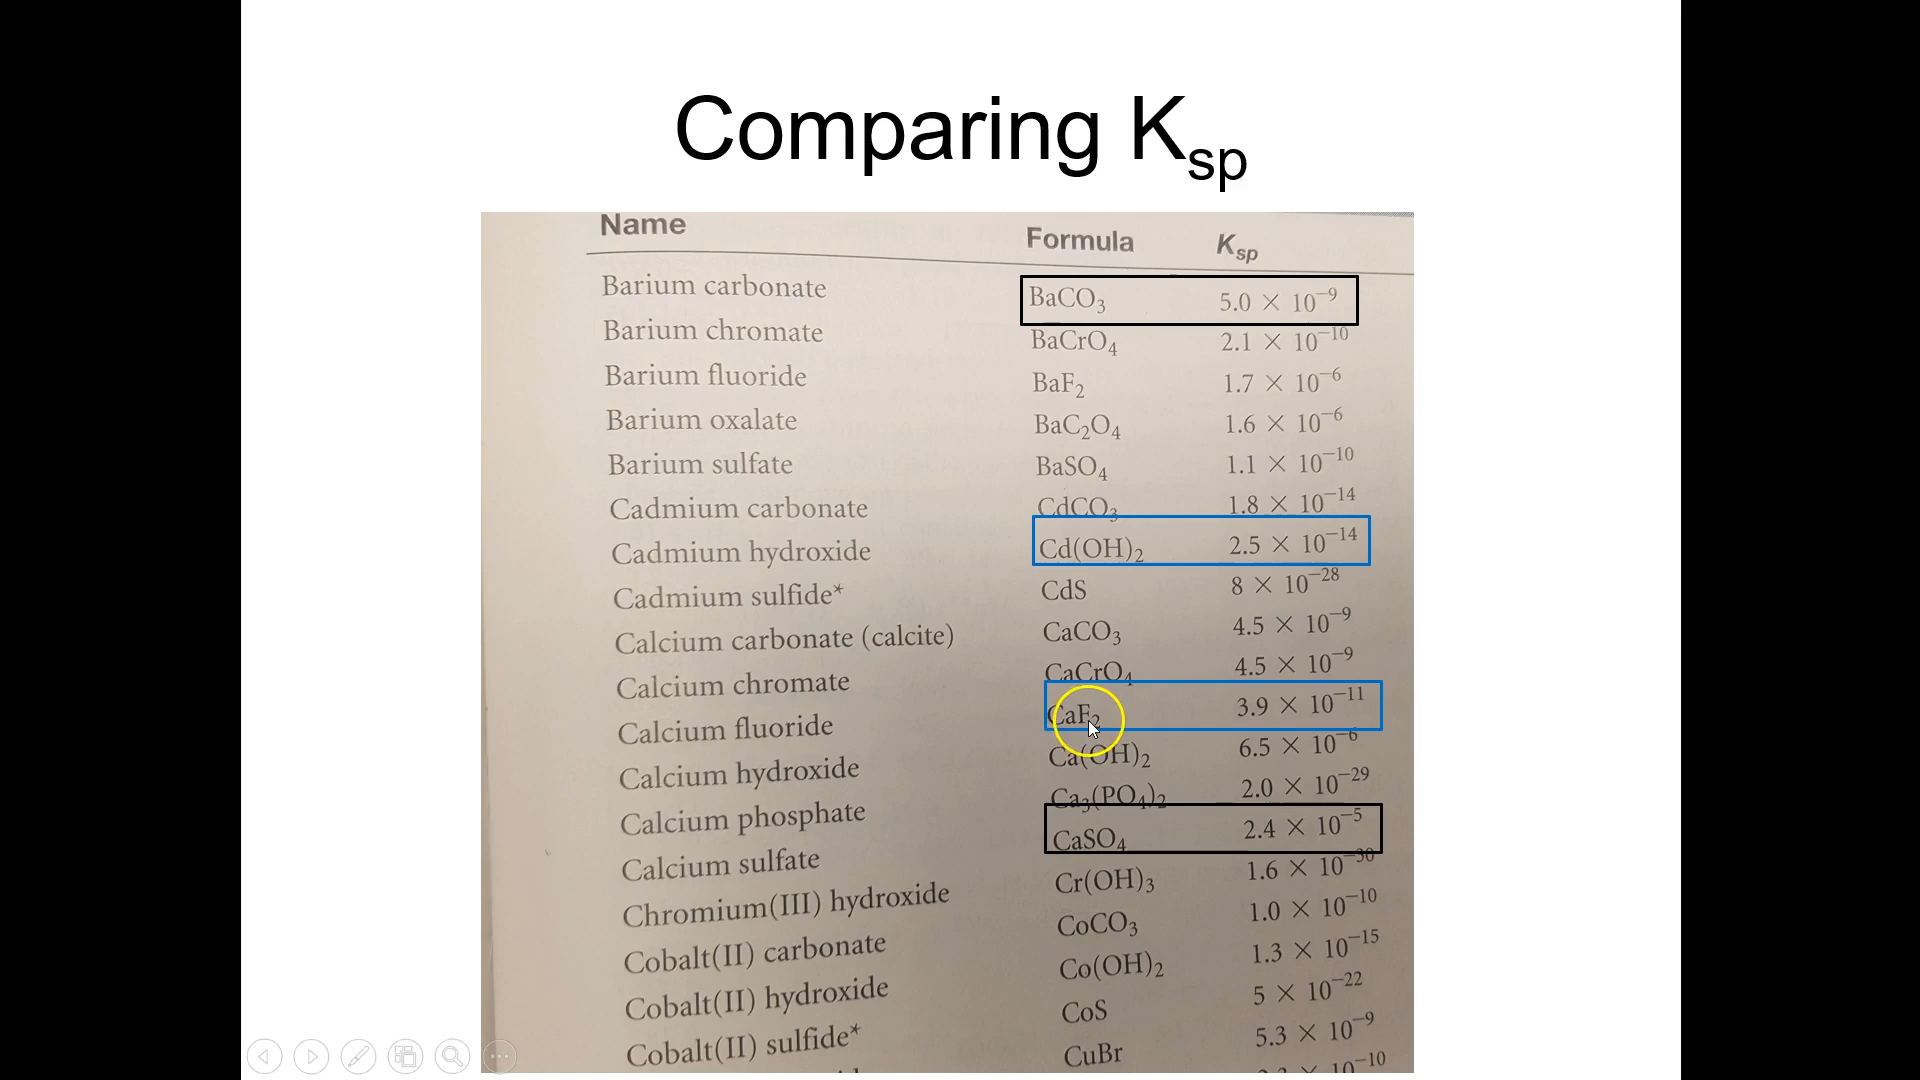 Comparing Ksp
Name Formula Ksp
Barium carbonate BaCO3 5.0 × 10−9
Barium chromate BaCrO4 2.1 × 10−10
Barium fluoride BaF2 1.7 × 10−6
Barium oxalate BaC2O4 1.6 × 10−6
Barium sulfate BaSO4 1.1 × 10−10
Cadmium carbonate CdCO3 1.8 × 10−14
Cadmium hydroxide Cd(OH)2 2.5 × 10−14
Cadmium sulfide* CdS 8 × 10−28
Calcium carbonate (calcite) CaCO3 4.5 × 10−9
Calcium chromate CaCrO4 4.5 × 10−9
Calcium fluoride CaF2 3.9 × 10−11
Calcium hydroxide Ca(OH)2 6.5 × 10−6
Calcium phosphate Ca3(PO4)2 2.0 × 10−29
Calcium sulfate CaSO4 2.4 × 10−5
Chromium(III) hydroxide Cr(OH)3 1.6 × 10−30
Cobalt(II) carbonate CoCO3 1.0 × 10−10
Cobalt(II) hydroxide Co(OH)2 1.3 × 10−15
Cobalt(II) sulfide* CoS 5 × 10−22
CuBr 5.3 × 10−9